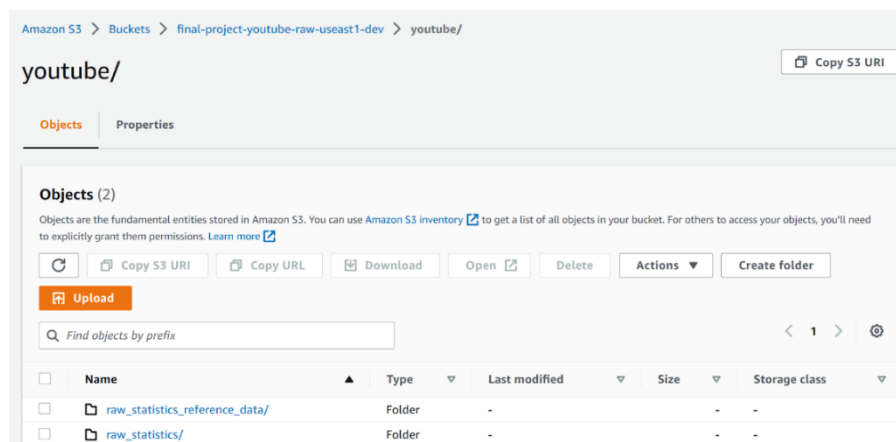 Amazon S3 > Buckets > final-project-youtube-raw-useast1-dev > youtube/
youtube/
Copy S3 URI
Objects
Properties
Objects (2)
Objects are the fundamental entities stored in Amazon S3. You can use Amazon S3 inventory to get a list of all objects in your bucket. For others to access your objects, you'll need
to explicitly grant them permissions. Learn more
Copy S3 URI Copy URL Download Open Delete Actions Create folder
Upload
Find objects by prefix
< 1 >
Name Type Last modified Size Storage class
raw_statistics_reference_data/ Folder - - -
raw_statistics/ Folder - - -